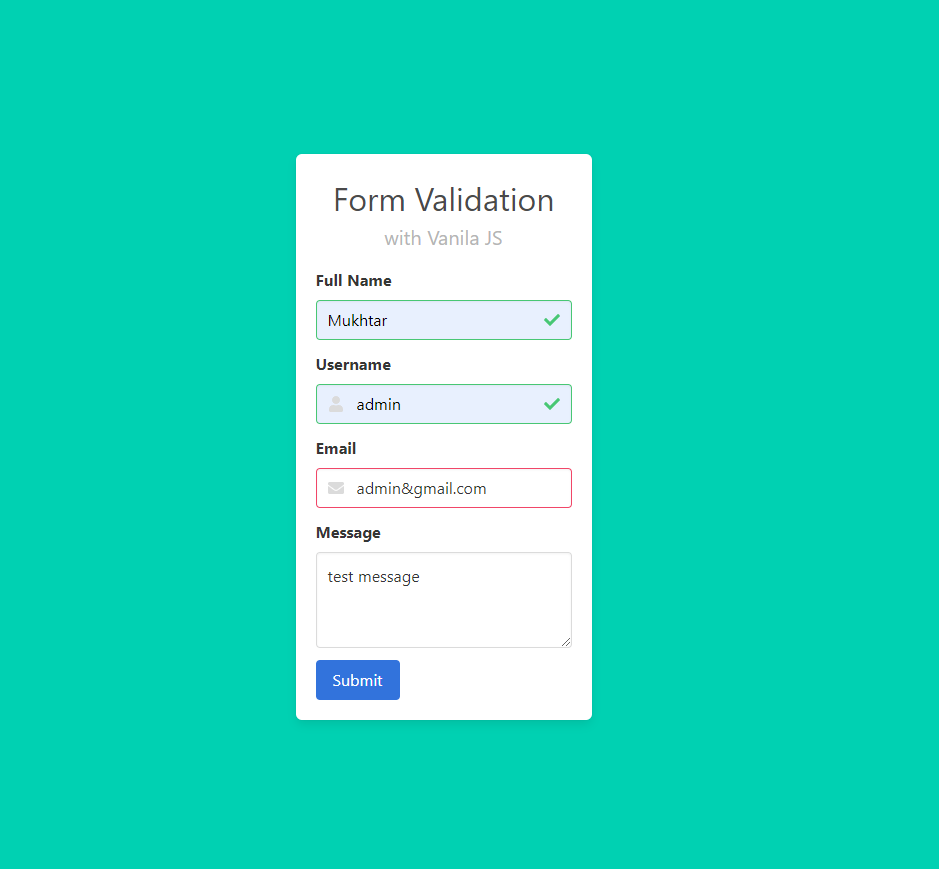 Form Validation
with Vanila JS
Full Name
Mukhtar
Username
admin
Email
admin&gmail.com
Message
test message
Submit